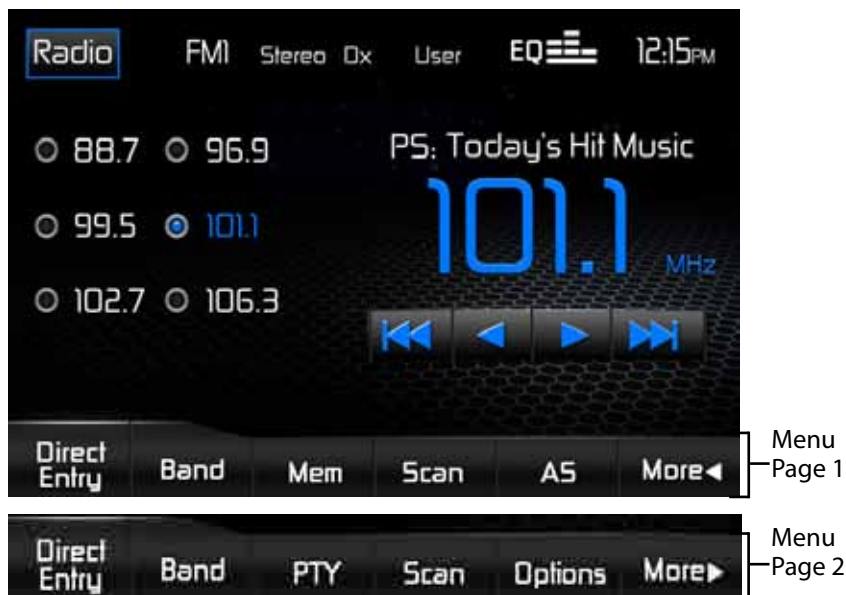 Radio FM1 Stereo Dx User EQ 12:15PM
88.7 96.9
PS: Today's Hit Music
99.5 101.1
101.1 MHz
102.7 106.3
Direct Entry Band Mem Scan AS More
Menu Page 1
Direct Entry Band PTY Scan Options More
Menu Page 2